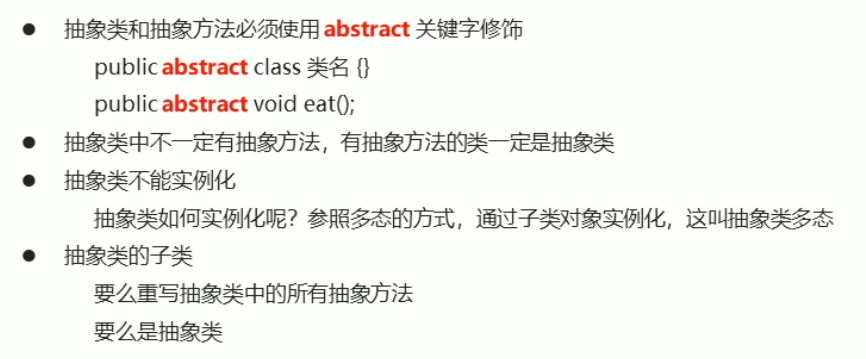 ● 抽象类和抽象方法必须使用 abstract 关键字修饰
public abstract class 类名 {}
public abstract void eat();
● 抽象类中不一定有抽象方法，有抽象方法的类一定是抽象类
● 抽象类不能实例化
抽象类如何实例化呢？参照多态的方式，通过子类对象实例化，这叫抽象类多态
● 抽象类的子类
要么重写抽象类中的所有抽象方法
要么是抽象类